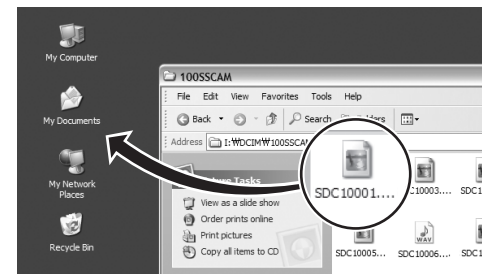 My Computer
My Documents
My Network
Places
Recycle Bin
100SSCAM
File Edit View Favorites Tools Help
Back Search
Address I:₩DCIM₩100SSCAM
Tasks
View as a slide show
Order prints online
Print pictures
Copy all items to CD
SDC10001....
SDC10005... SDC10006...
WAV